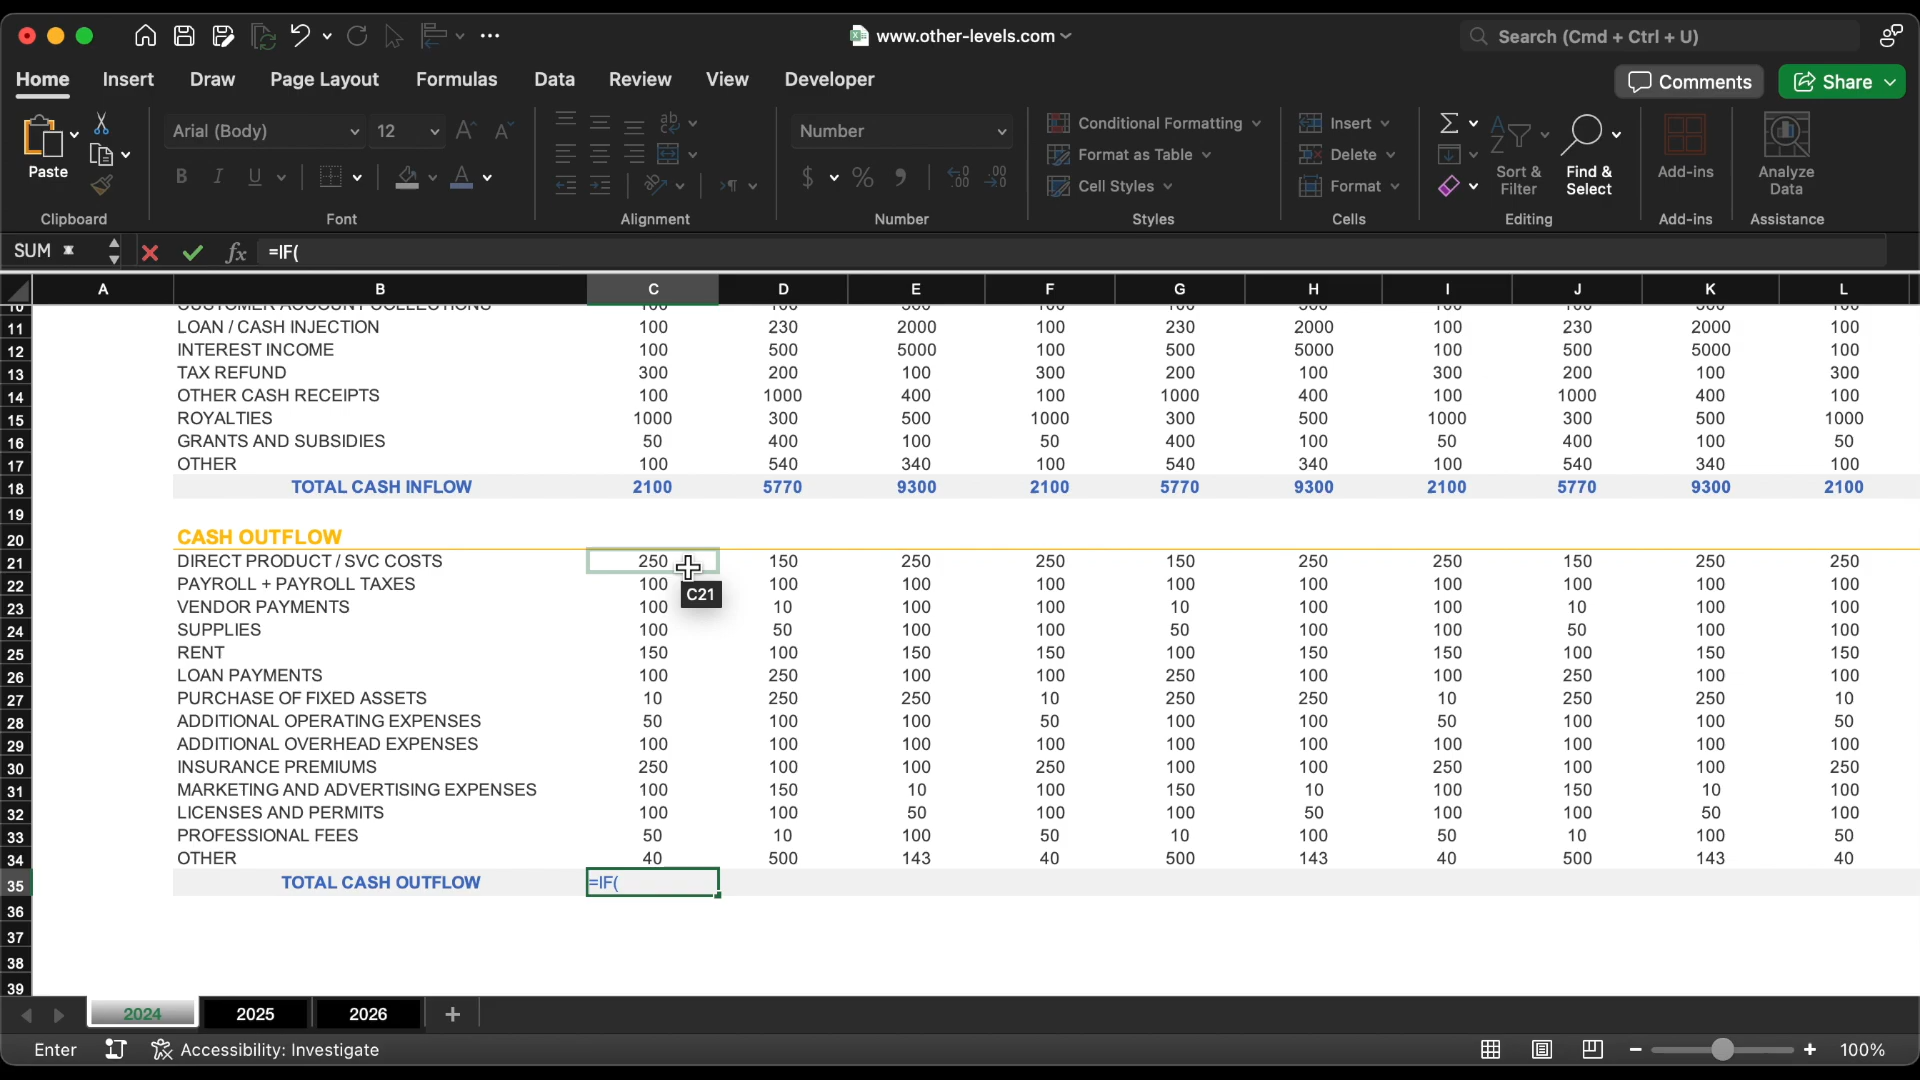 www.other-levels.com
Search (Cmd + Ctrl + U)
Home Insert Draw Page Layout Formulas Data Review View Developer
Comments Share
Paste
Arial (Body) 12
Number
Conditional Formatting
Format as Table
Cell Styles
Insert
Delete
Format
Sort & Filter
Find & Select
Add-ins
Analyze Data
Clipboard Font Alignment Number Styles Cells Editing Add-ins Assistance
SUM fx =IF(
A B C D E F G H I J K L
11 LOAN / CASH INJECTION 100 230 2000 100 230 2000 100 230 2000 100
12 INTEREST INCOME 100 500 5000 100 500 5000 100 500 5000 100
13 TAX REFUND 300 200 100 300 200 100 300 200 100 300
14 OTHER CASH RECEIPTS 100 1000 400 100 1000 400 100 1000 400 100
15 ROYALTIES 1000 300 500 1000 300 500 1000 300 500 1000
16 GRANTS AND SUBSIDIES 50 400 100 50 400 100 50 400 100 50
17 OTHER 100 540 340 100 540 340 100 540 340 100
18 TOTAL CASH INFLOW 2100 5770 9300 2100 5770 9300 2100 5770 9300 2100
19
20 CASH OUTFLOW
21 DIRECT PRODUCT / SVC COSTS 250 150 250 250 150 250 250 150 250 250
22 PAYROLL + PAYROLL TAXES 100 100 100 100 100 100 100 100 100 100
C21
23 VENDOR PAYMENTS 100 10 100 100 10 100 100 10 100 100
24 SUPPLIES 100 50 100 100 50 100 100 50 100 100
25 RENT 150 100 150 150 100 150 150 100 150 150
26 LOAN PAYMENTS 100 250 100 100 250 100 100 250 100 100
27 PURCHASE OF FIXED ASSETS 10 250 250 10 250 250 10 250 250 10
28 ADDITIONAL OPERATING EXPENSES 50 100 100 50 100 100 50 100 100 50
29 ADDITIONAL OVERHEAD EXPENSES 100 100 100 100 100 100 100 100 100 100
30 INSURANCE PREMIUMS 250 100 100 250 100 100 250 100 100 250
31 MARKETING AND ADVERTISING EXPENSES 100 150 10 100 150 10 100 150 10 100
32 LICENSES AND PERMITS 100 100 50 100 100 50 100 100 50 100
33 PROFESSIONAL FEES 50 10 100 50 10 100 50 10 100 50
34 OTHER 40 500 143 40 500 143 40 500 143 40
35 TOTAL CASH OUTFLOW =IF(
36
37
38
39
2024 2025 2026
Enter Accessibility: Investigate 100%